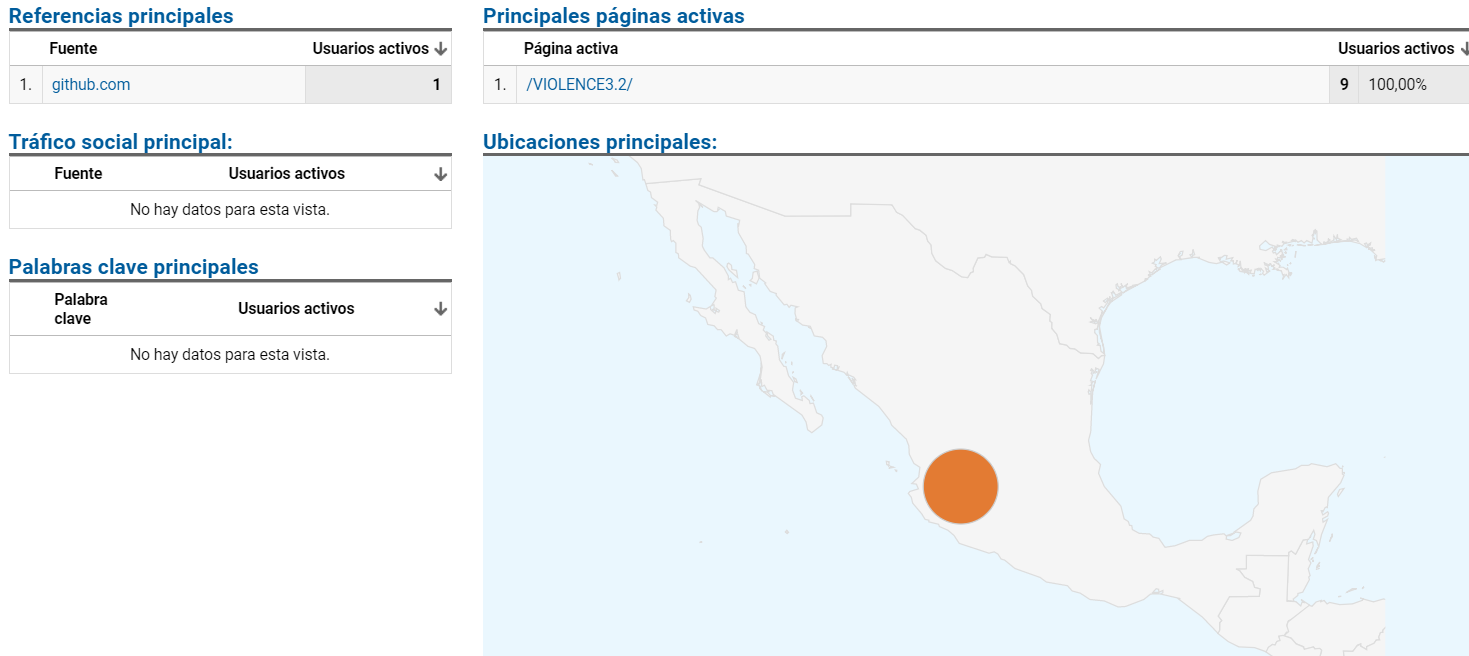 Referencias principales
Fuente Usuarios activos
1. github.com 1
Tráfico social principal:
Fuente Usuarios activos
No hay datos para esta vista.
Palabras clave principales
Palabra
clave
Usuarios activos
No hay datos para esta vista.
Principales páginas activas
Página activa Usuarios activos
1. /VIOLENCE3.2/ 9 100,00%
Ubicaciones principales: